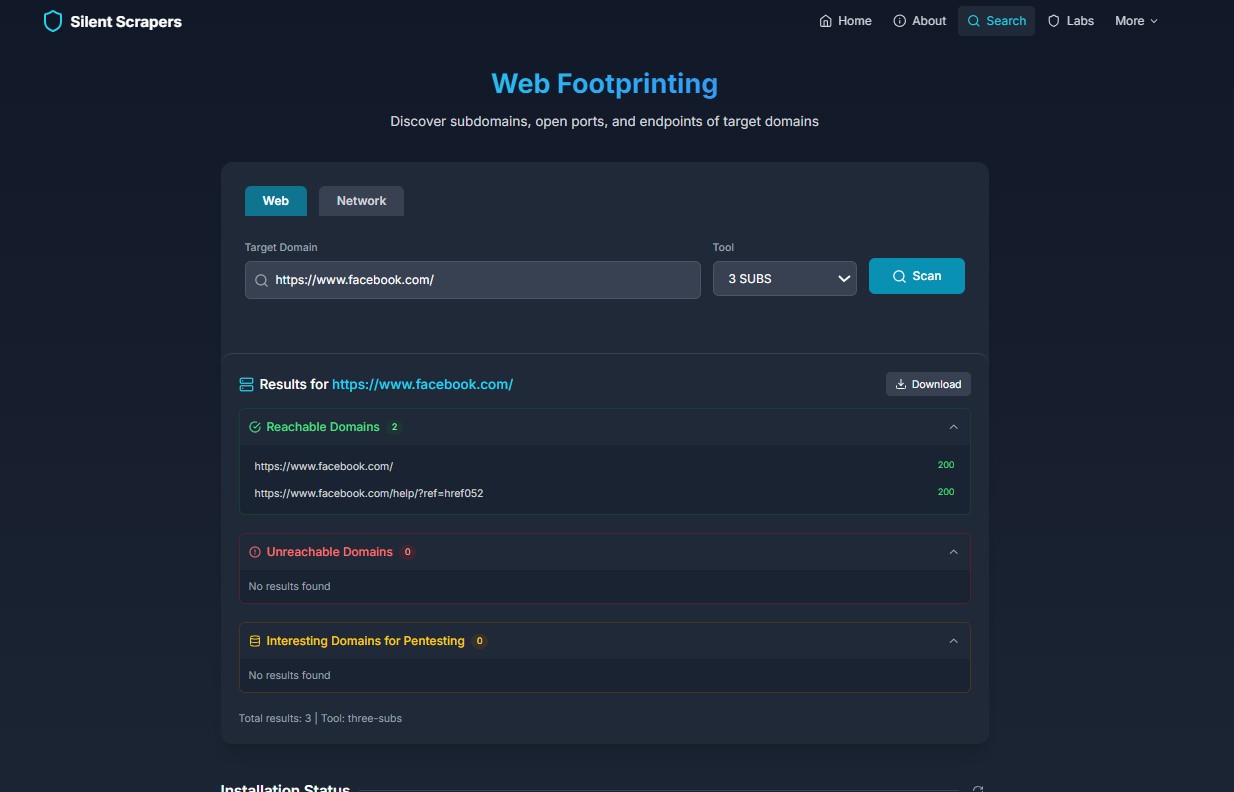 Silent Scrapers
Home About Search Labs More
Web Footprinting
Discover subdomains, open ports, and endpoints of target domains
Web Network
Target Domain Tool
https://www.facebook.com/ 3 SUBS Scan
Results for https://www.facebook.com/ Download
Reachable Domains 2
https://www.facebook.com/ 200
https://www.facebook.com/help/?ref=href052 200
Unreachable Domains 0
No results found
Interesting Domains for Pentesting 0
No results found
Total results: 3 | Tool: three-subs
Installation Status